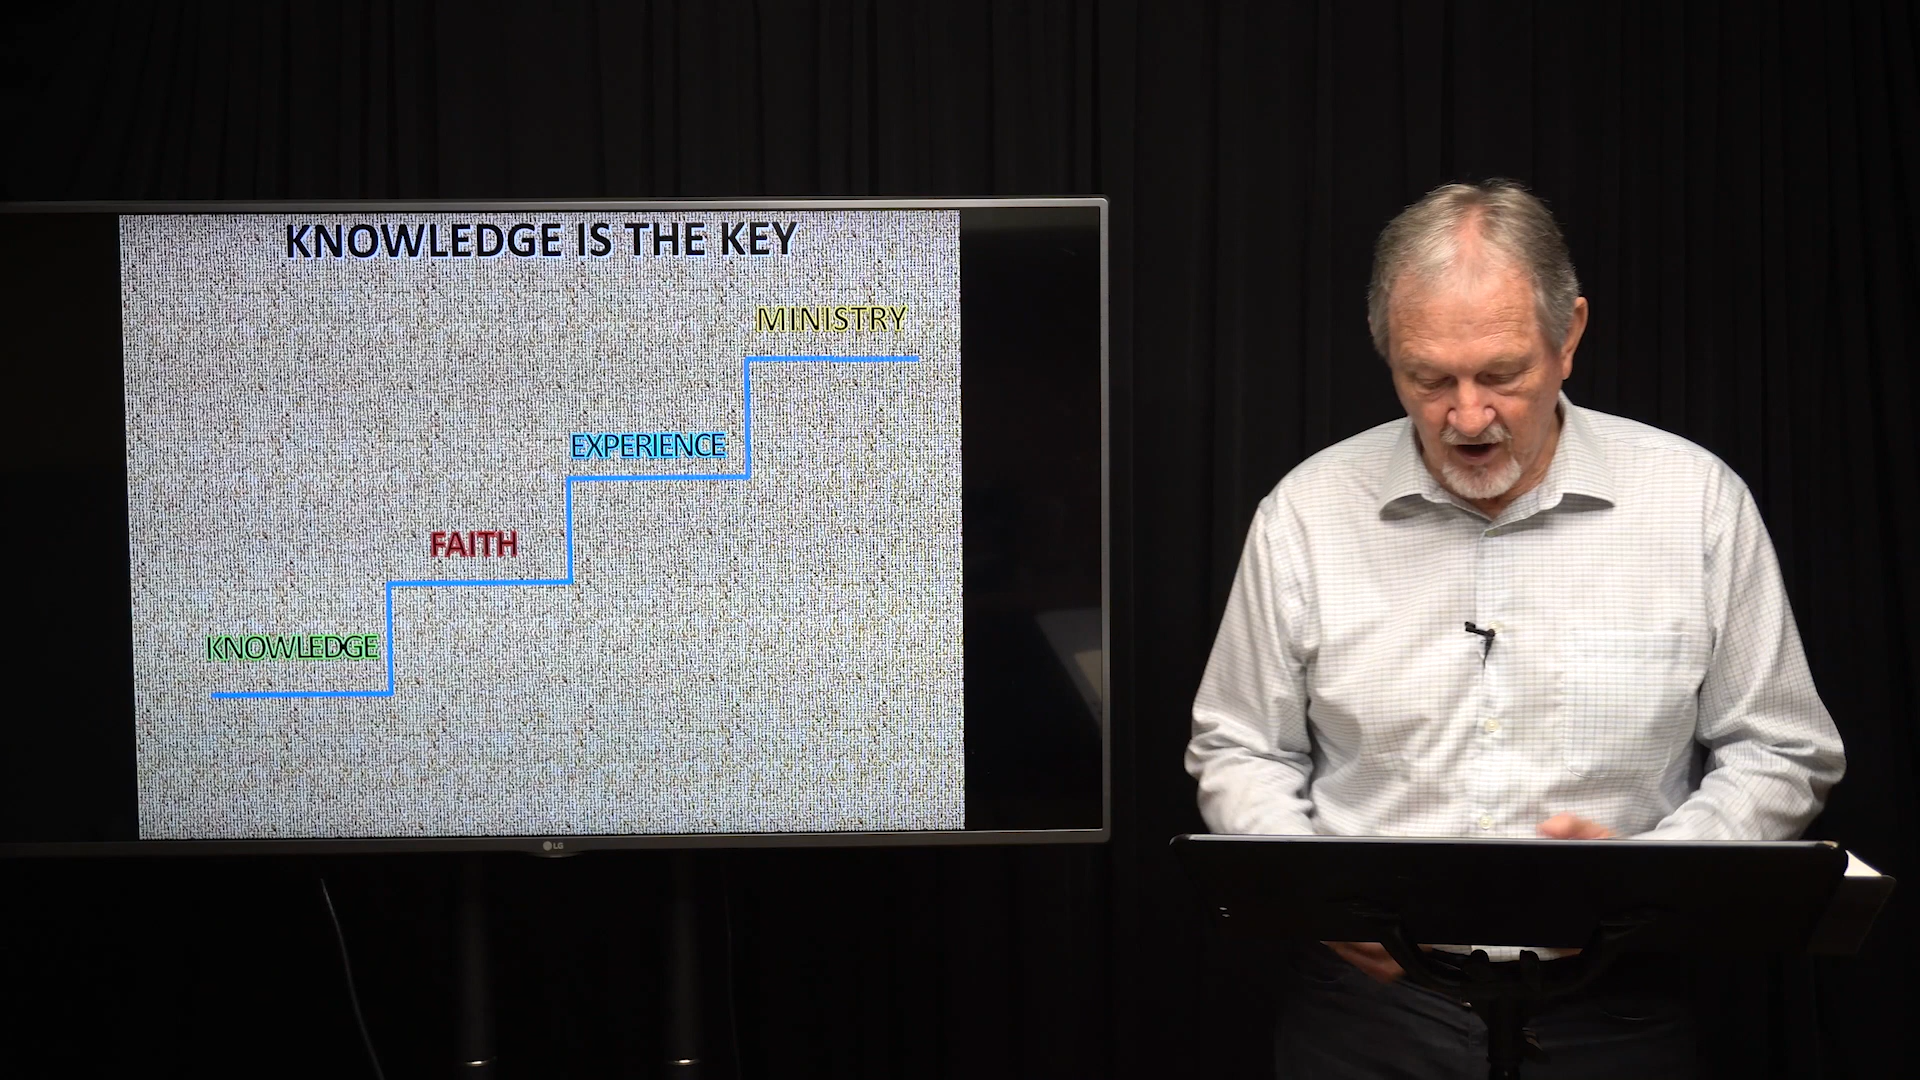 KNOWLEDGE IS THE KEY
MINISTRY
EXPERIENCE
FAITH
KNOWLEDGE
LG